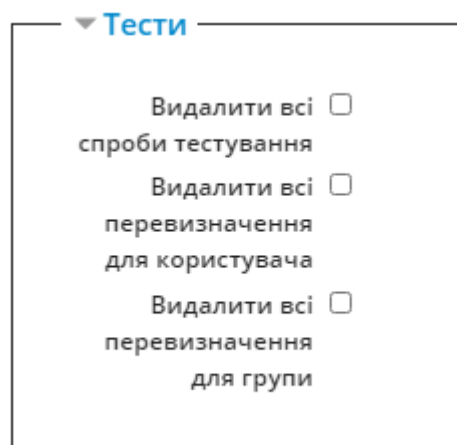 Тести
Видалити всі
спроби тестування
Видалити всі
перевизначення
для користувача
Видалити всі
перевизначення
для групи